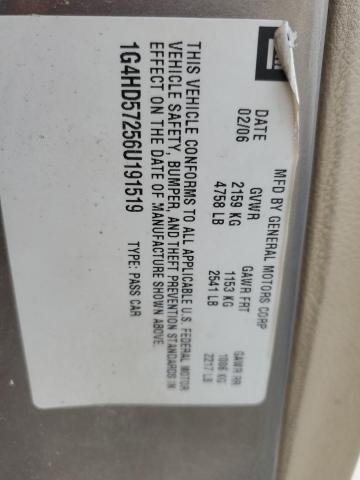 MFD BY GENERAL MOTORS CORP
DATE GVWR GAWR FRT GAWR RR
02/06 2159 KG 1153 KG 1006 KG
4758 LB 2541 LB 2217 LB
THIS VEHICLE CONFORMS TO ALL APPLICABLE U.S. FEDERAL MOTOR
VEHICLE SAFETY, BUMPER, AND THEFT PREVENTION STANDARDS IN
EFFECT ON THE DATE OF MANUFACTURE SHOWN ABOVE.
1G4HD57256U191519 TYPE: PASS CAR